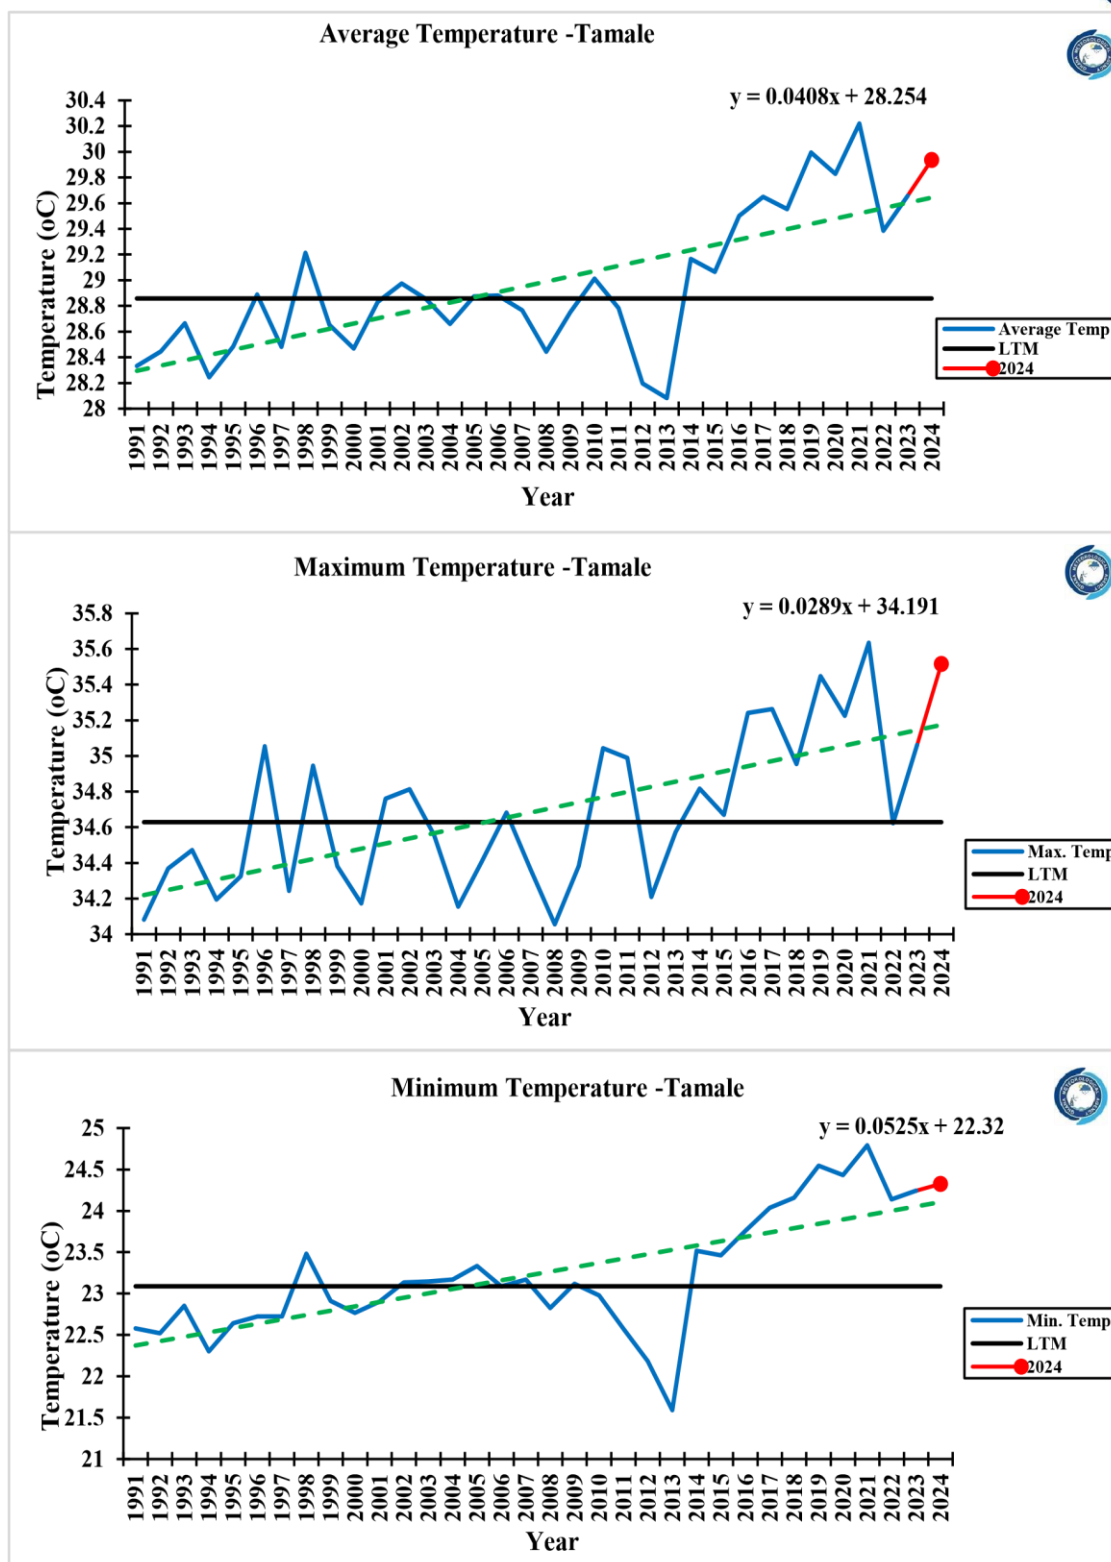 Average Temperature -Tamale
y = 0.0408x + 28.254
30.4
30.2
30
29.8
29.6
29.4
29.2
29
28.8
28.6
28.4
28.2
28
Temperature (oC)
1991 1992 1993 1994 1995 1996 1997 1998 1999 2000 2001 2002 2003 2004 2005 2006 2007 2008 2009 2010 2011 2012 2013 2014 2015 2016 2017 2018 2019 2020 2021 2022 2023 2024
Year
Average Temp
LTM
2024
Maximum Temperature -Tamale
y = 0.0289x + 34.191
35.8
35.6
35.4
35.2
35
34.8
34.6
34.4
34.2
34
Temperature (oC)
1991 1992 1993 1994 1995 1996 1997 1998 1999 2000 2001 2002 2003 2004 2005 2006 2007 2008 2009 2010 2011 2012 2013 2014 2015 2016 2017 2018 2019 2020 2021 2022 2023 2024
Year
Max. Temp
LTM
2024
Minimum Temperature -Tamale
y = 0.0525x + 22.32
25
24.5
24
23.5
23
22.5
22
21.5
21
Temperature (oC)
1991 1992 1993 1994 1995 1996 1997 1998 1999 2000 2001 2002 2003 2004 2005 2006 2007 2008 2009 2010 2011 2012 2013 2014 2015 2016 2017 2018 2019 2020 2021 2022 2023 2024
Year
Min. Temp
LTM
2024